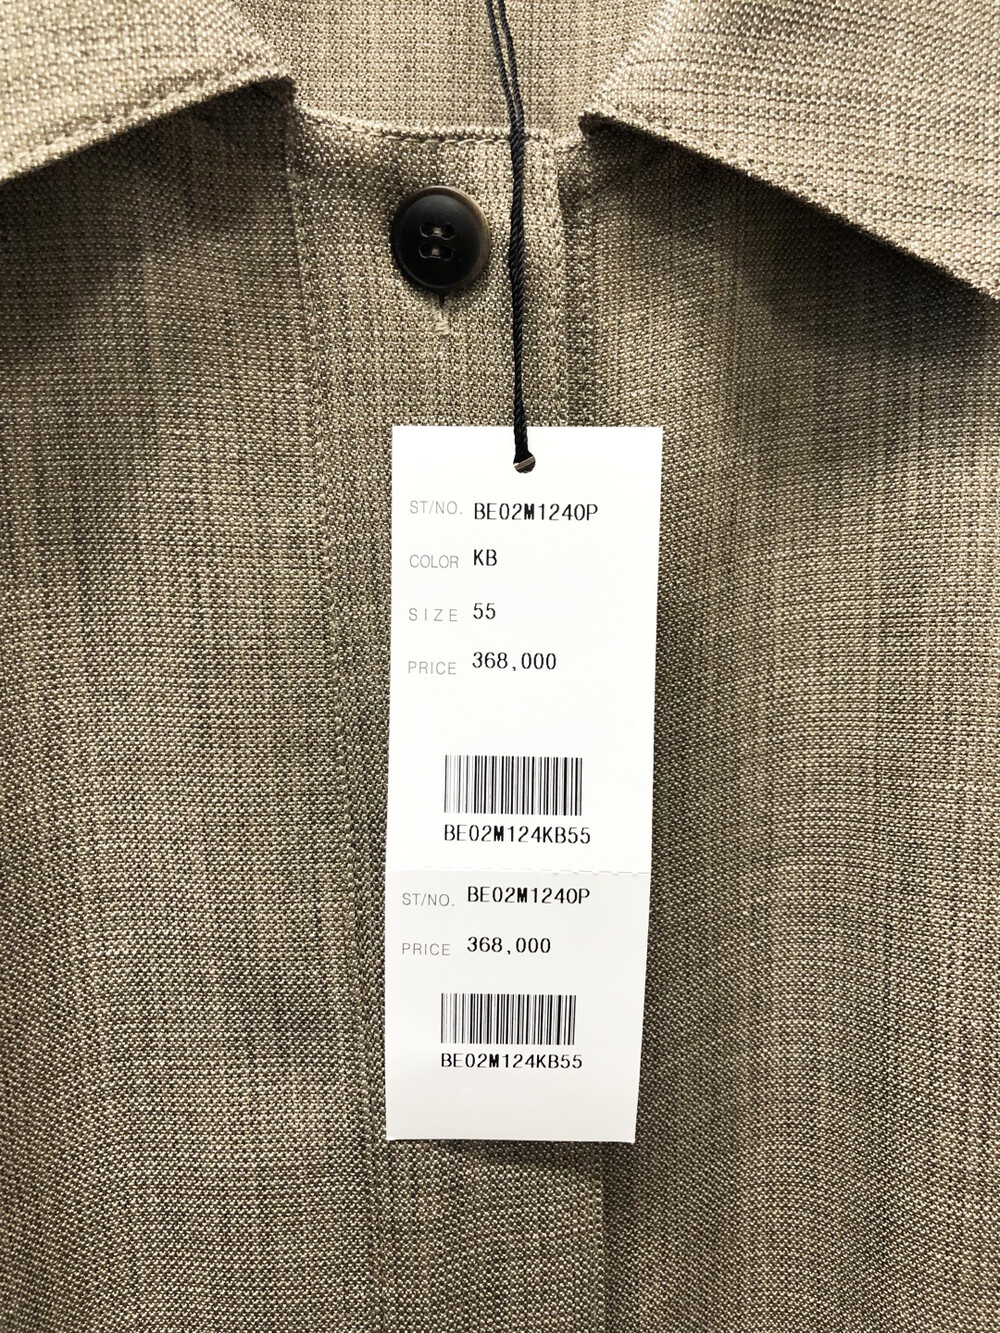 ST/NO. BE02M1240P
COLOR KB
SIZE 55
PRICE 368,000
BE02M124KB55
ST/NO. BE02M1240P
PRICE 368,000
BE02M124KB55